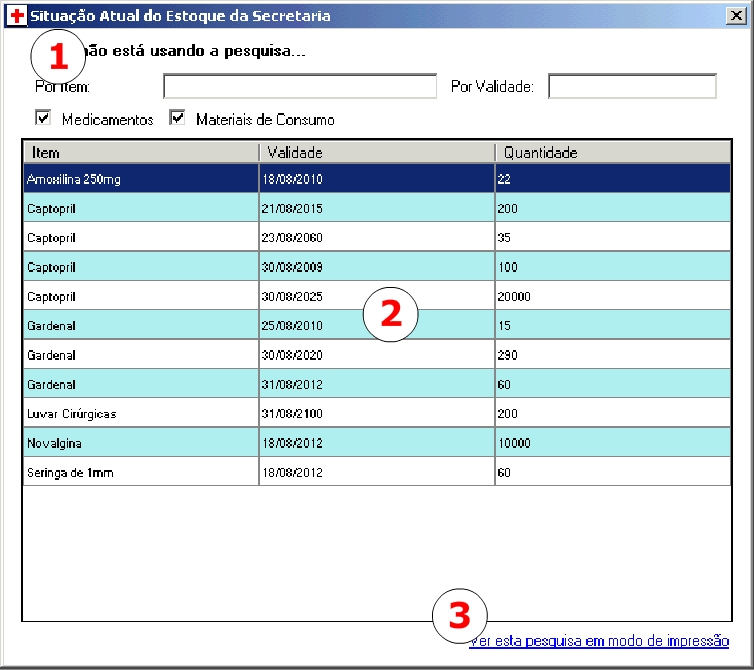 Situação Atual do Estoque da Secretaria
1 não está usando a pesquisa...
Por Item: Por Validade:
Medicamentos Materiais de Consumo
Item Validade Quantidade
Amoxilina 250mg 18/08/2010 22
Captopril 21/08/2015 200
Captopril 23/08/2060 35
Captopril 30/08/2009 100
Captopril 30/08/2025 20000
2
Gardenal 25/08/2010 15
Gardenal 30/08/2020 290
Gardenal 31/08/2012 60
Luvar Cirúrgicas 31/08/2100 200
Novalgina 18/08/2012 10000
Seringa de 1mm 18/08/2012 60
3
Ver esta pesquisa em modo de impressão